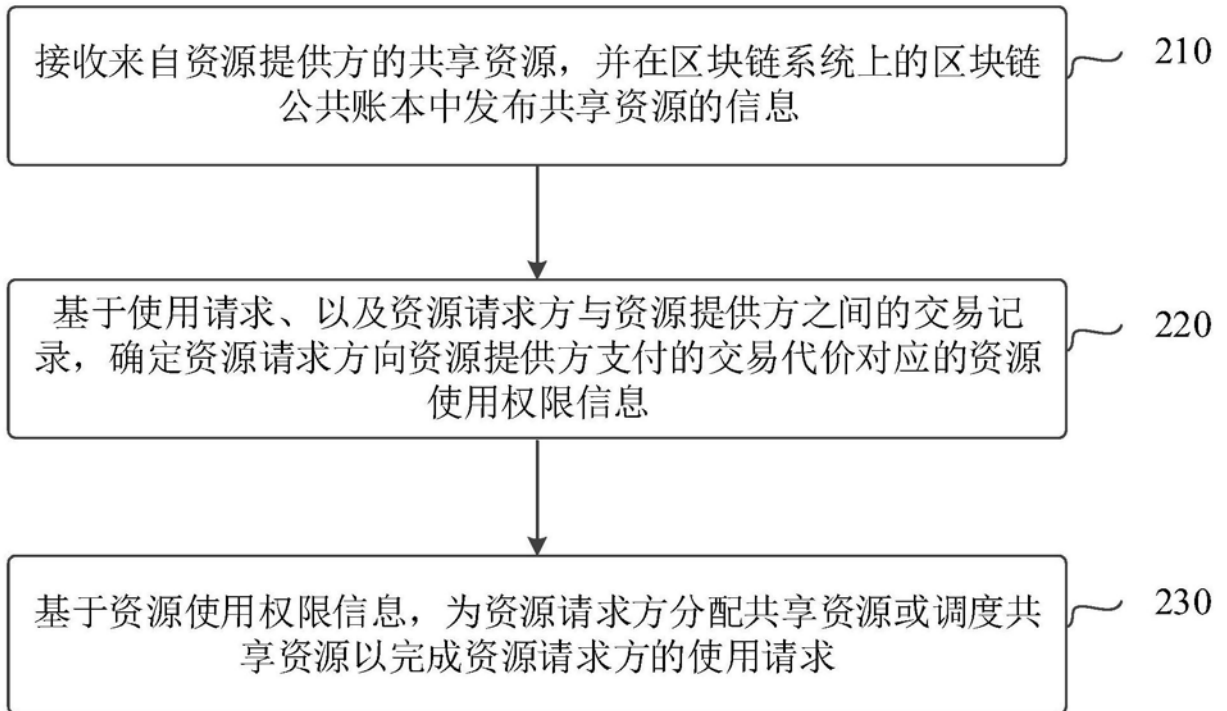 接收来自资源提供方的共享资源，并在区块链系统上的区块链
公共账本中发布共享资源的信息
210
基于使用请求、以及资源请求方与资源提供方之间的交易记
录，确定资源请求方向资源提供方支付的交易代价对应的资源
使用权限信息
220
基于资源使用权限信息，为资源请求方分配共享资源或调度共
享资源以完成资源请求方的使用请求
230